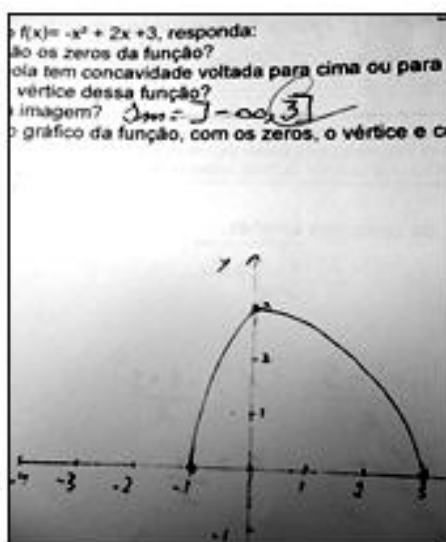 f(x)= -x² + 2x +3, responda:
ão os zeros da função?
ola tem concavidade voltada para cima ou para
vértice dessa função?
imagem? Im = ]-∞, 3]
o gráfico da função, com os zeros, o vértice e c
y
3
2
1
-4 -3 -2 -1 1 2 3
-1